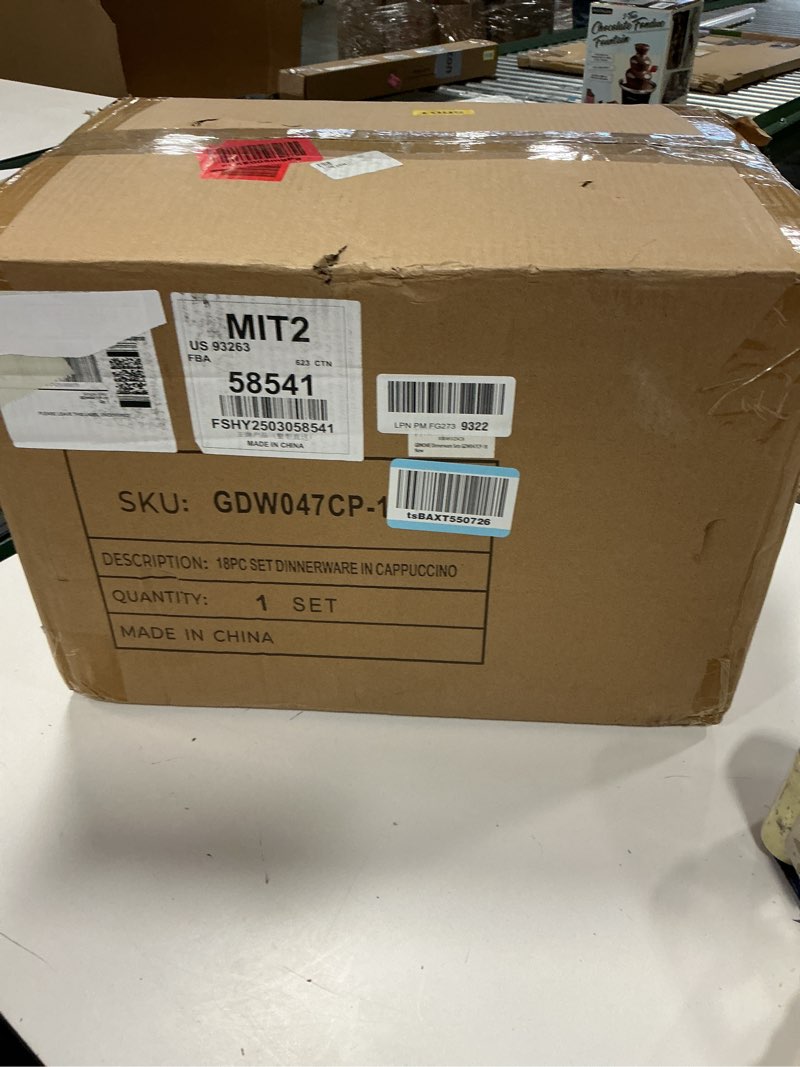 Chocolate Fondue
Fountain
MIT2
US 93263
FBA
623 CTN
58541
FSHY2503058541
MADE IN CHINA
LPN PM FG273 9322
tsBAXT550726
SKU: GDW047CP-1
DESCRIPTION: 18PC SET DINNERWARE IN CAPPUCCINO
QUANTITY: 1 SET
MADE IN CHINA